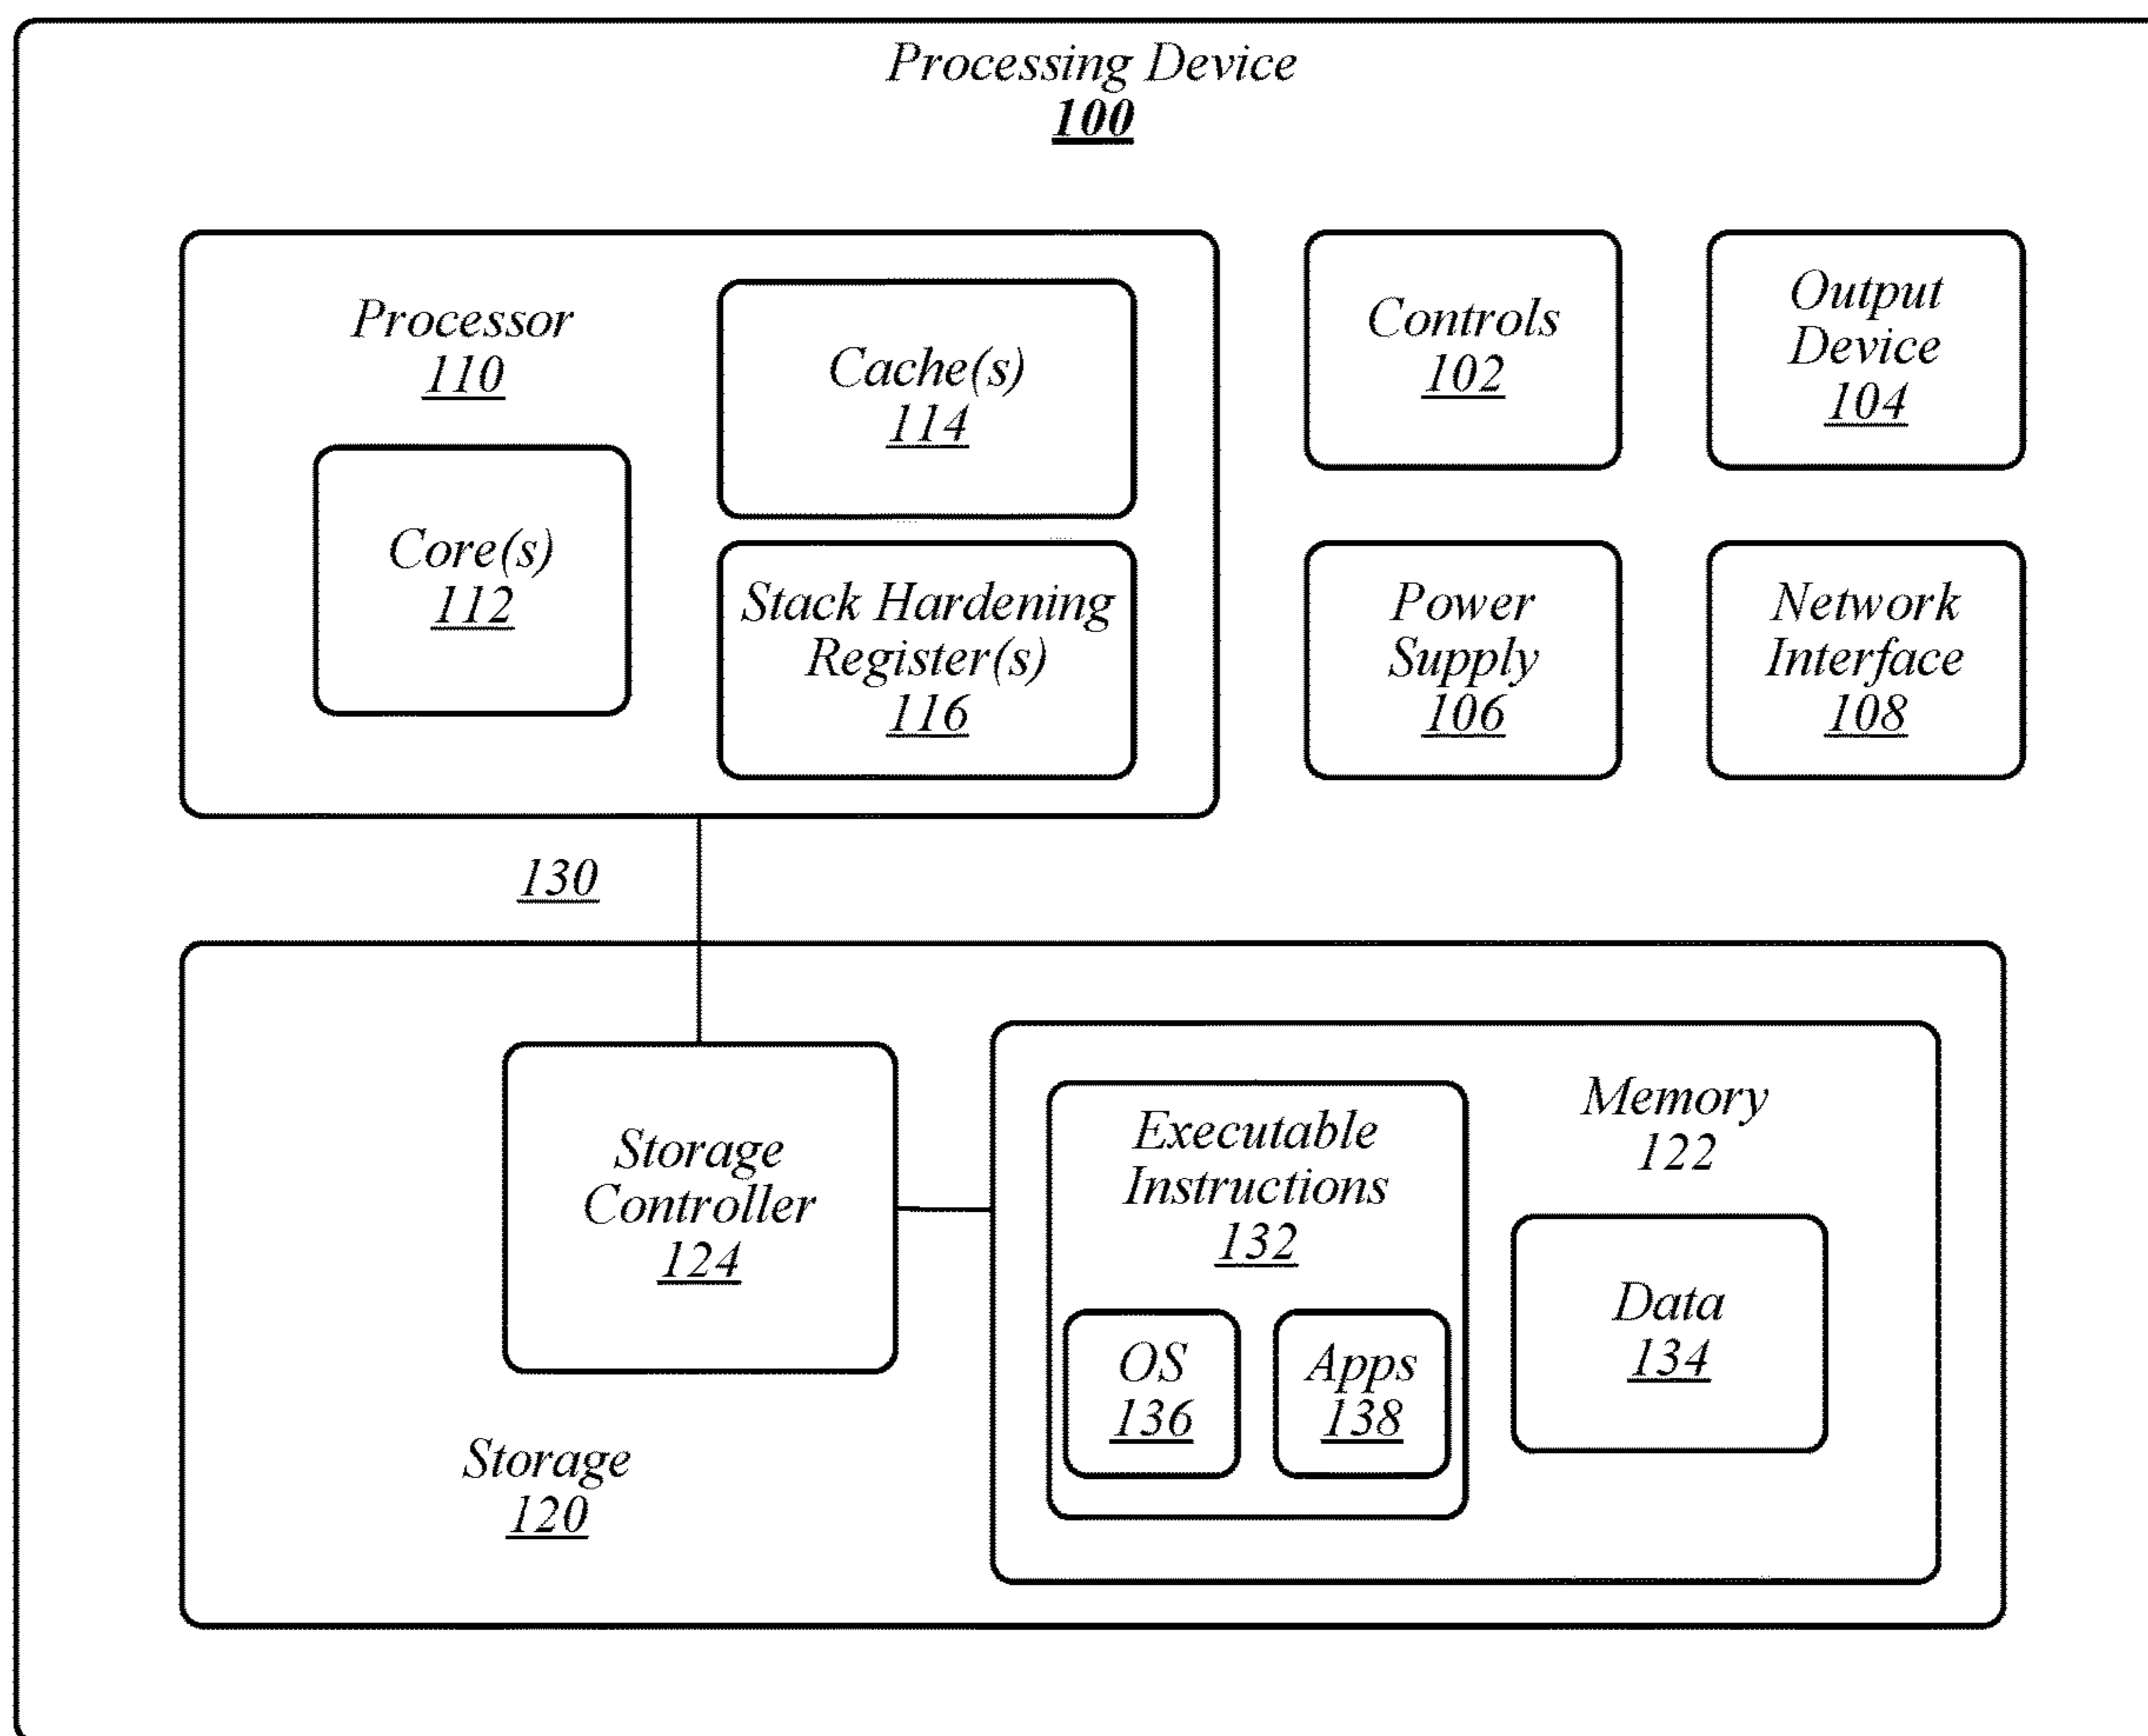 Processing Device
100
Processor
110
Cache(s)
114
Core(s)
112
Stack Hardening
Register(s)
116
Controls
102
Output
Device
104
Power
Supply
106
Network
Interface
108
130
Storage
Controller
124
Storage
120
Memory
122
Executable
Instructions
132
OS
136
Apps
138
Data
134